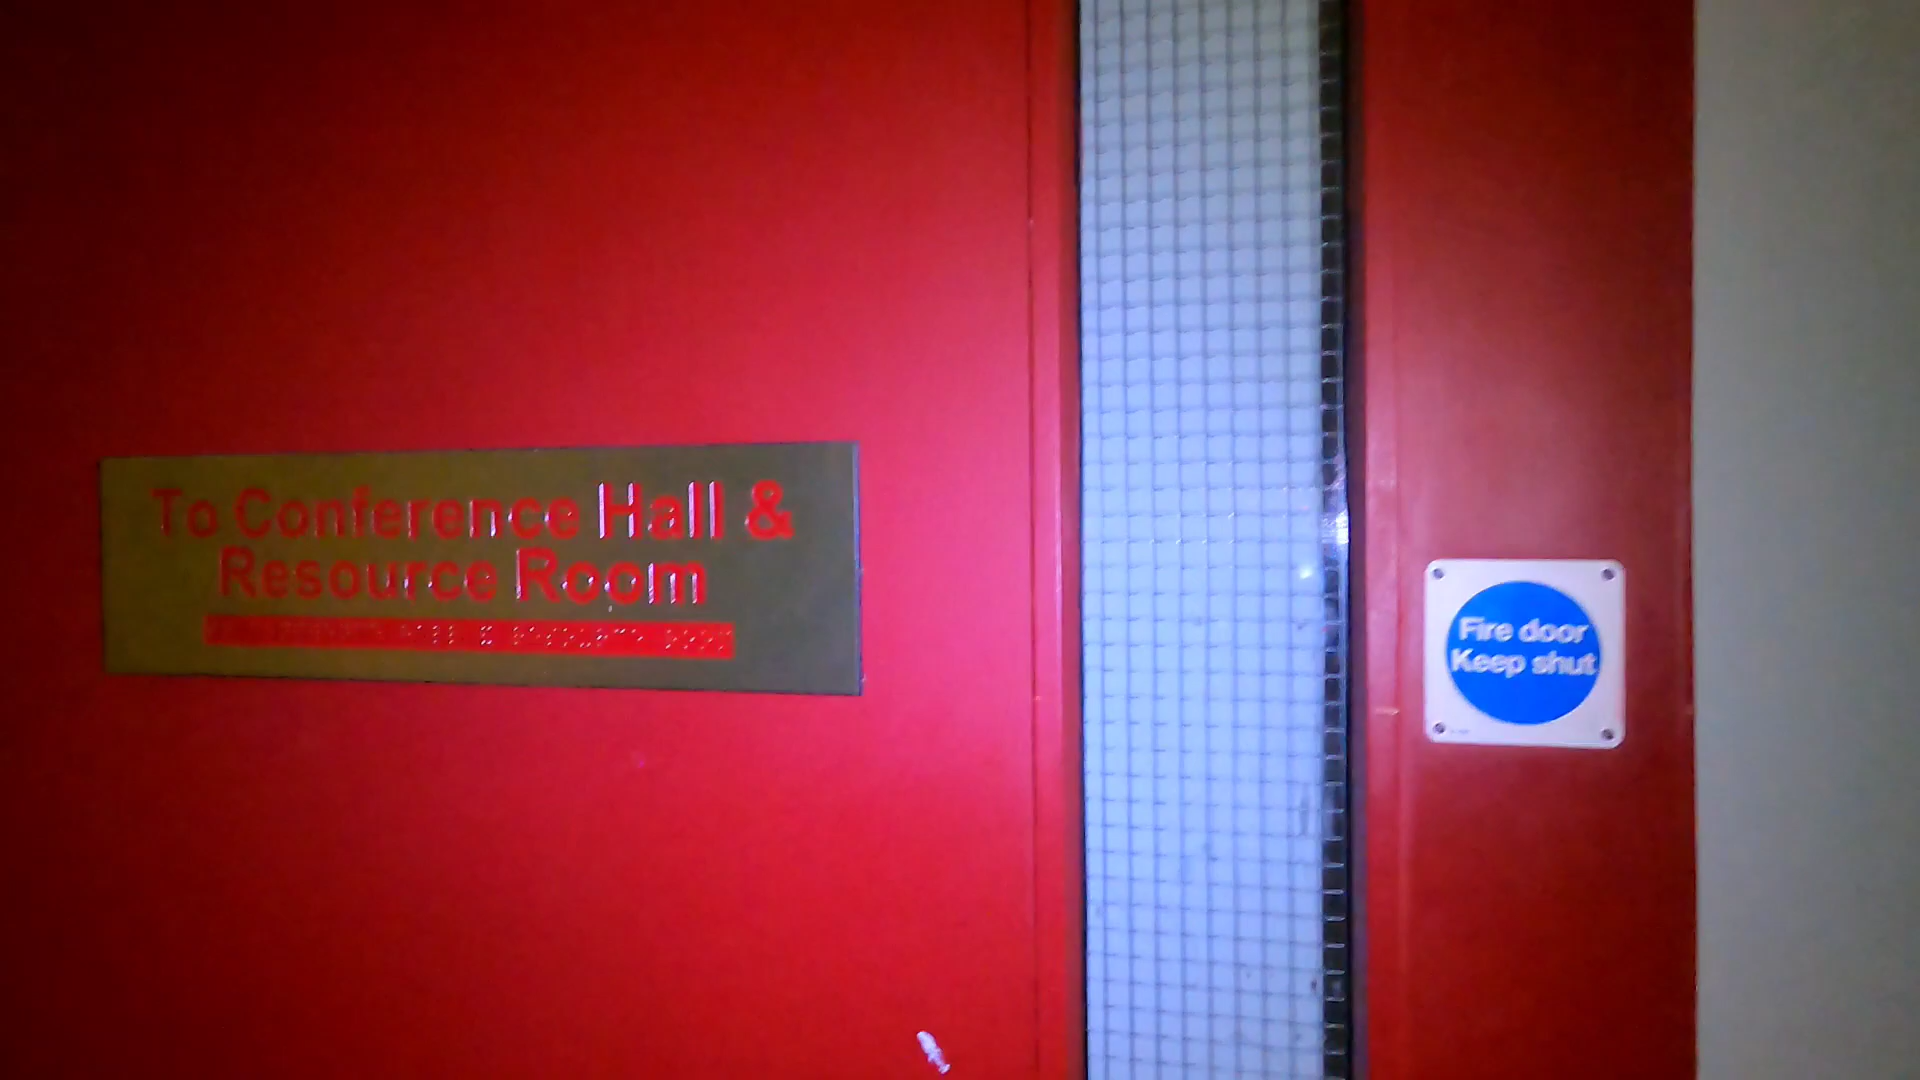 To Conference Hall &
Resource Room
Fire door
Keep shut